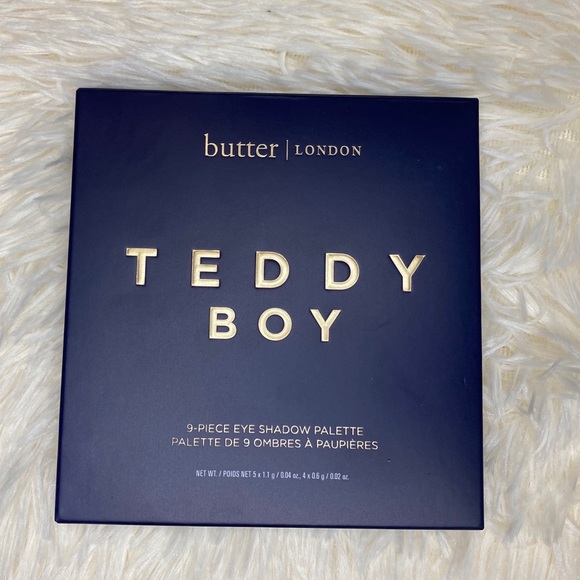 butter | LONDON
TEDDY
BOY
9-PIECE EYE SHADOW PALETTE
PALETTE DE 9 OMBRES À PAUPIÈRES
NET WT. / POIDS NET 5 x 1.1 g / 0.04 oz., 4 x 0.6 g / 0.02 oz.